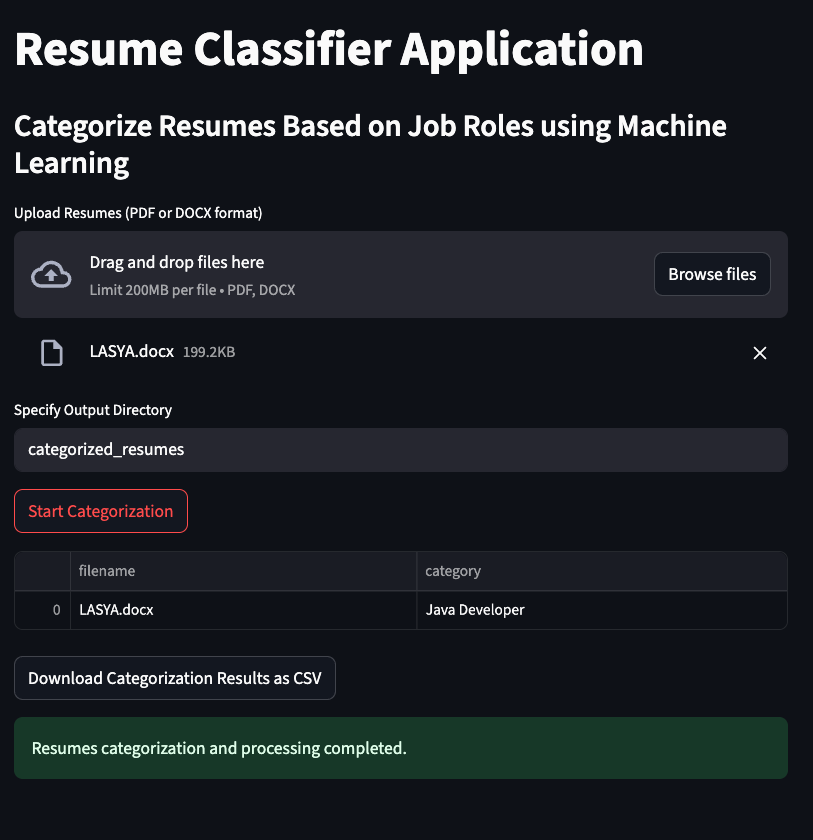 Resume Classifier Application
Categorize Resumes Based on Job Roles using Machine
Learning
Upload Resumes (PDF or DOCX format)
Drag and drop files here
Limit 200MB per file • PDF, DOCX
Browse files
LASYA.docx 199.2KB
Specify Output Directory
categorized_resumes
Start Categorization
filename category
0 LASYA.docx Java Developer
Download Categorization Results as CSV
Resumes categorization and processing completed.